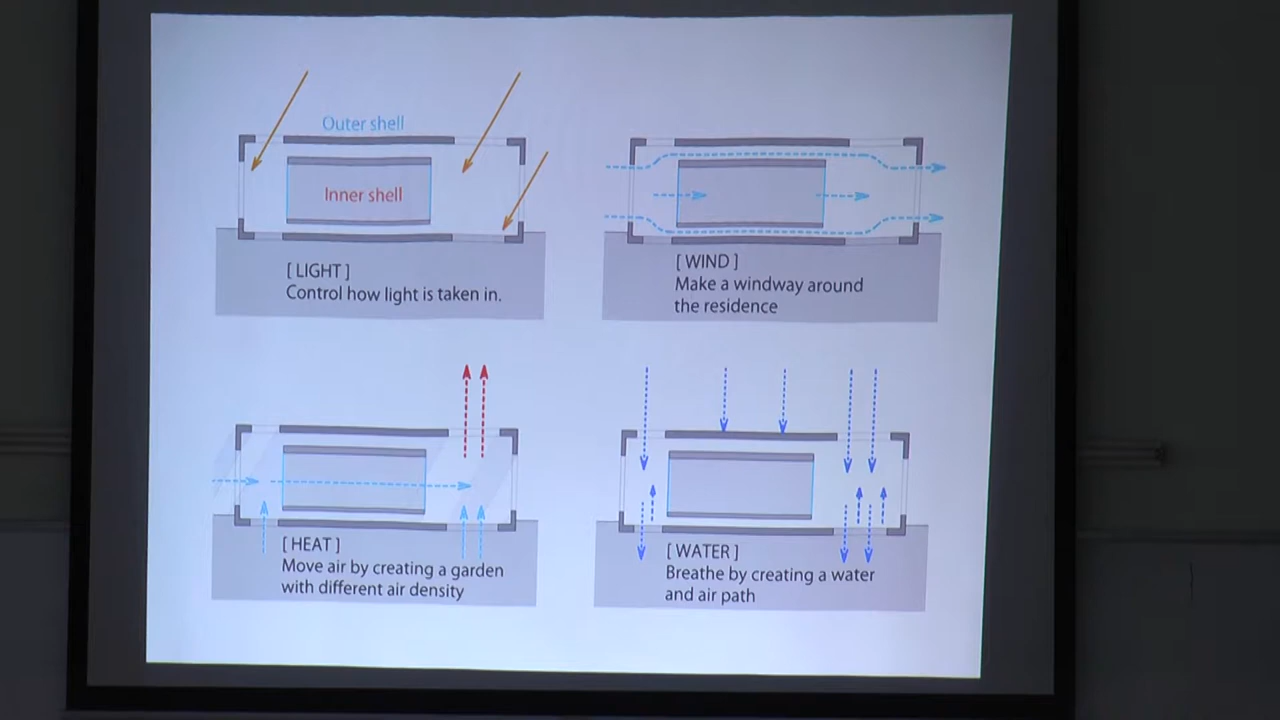 Outer shell
Inner shell
[ LIGHT ]
Control how light is taken in.
[ WIND ]
Make a windway around
the residence
[ HEAT ]
Move air by creating a garden
with different air density
[ WATER ]
Breathe by creating a water
and air path